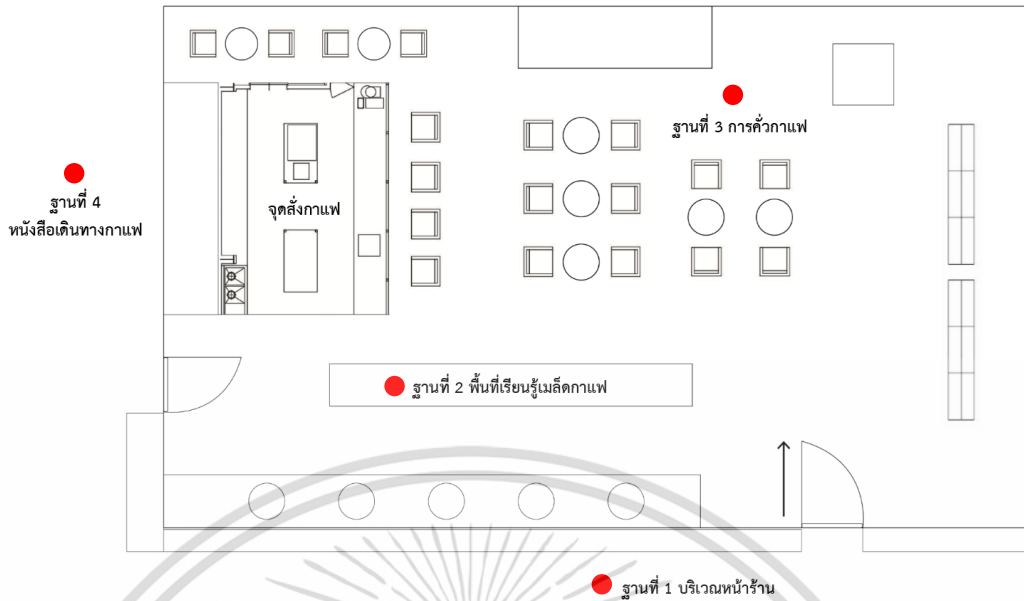 ฐานที่ 3 การคั่วกาแฟ
ฐานที่ 4
หนังสือเดินทางกาแฟ
จุดสั่งกาแฟ
ฐานที่ 2 พื้นที่เรียนรู้เมล็ดกาแฟ
ฐานที่ 1 บริเวณหน้าร้าน